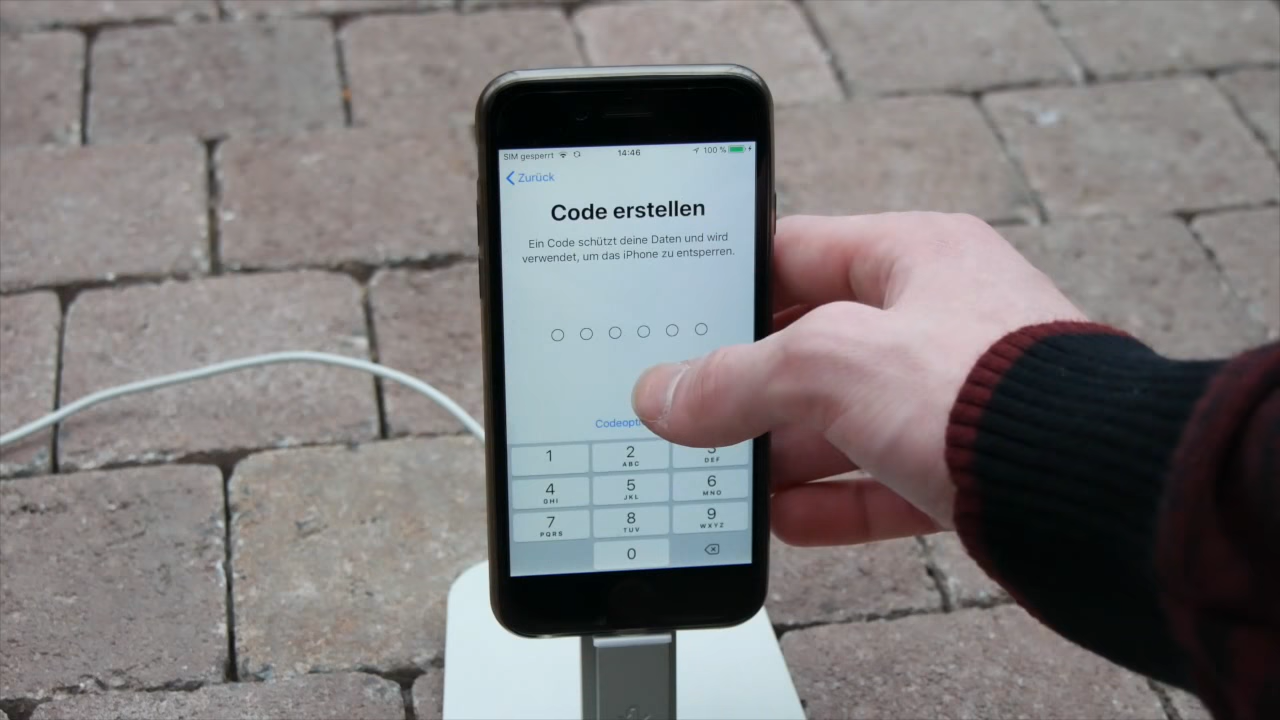 SIM gesperrt 14:46 100 %
Zurück
Code erstellen
Ein Code schützt deine Daten und wird
verwendet, um das iPhone zu entsperren.
1 2 3
ABC DEF
4 5 6
GHI JKL MNO
7 8 9
PQRS TUV WXYZ
0